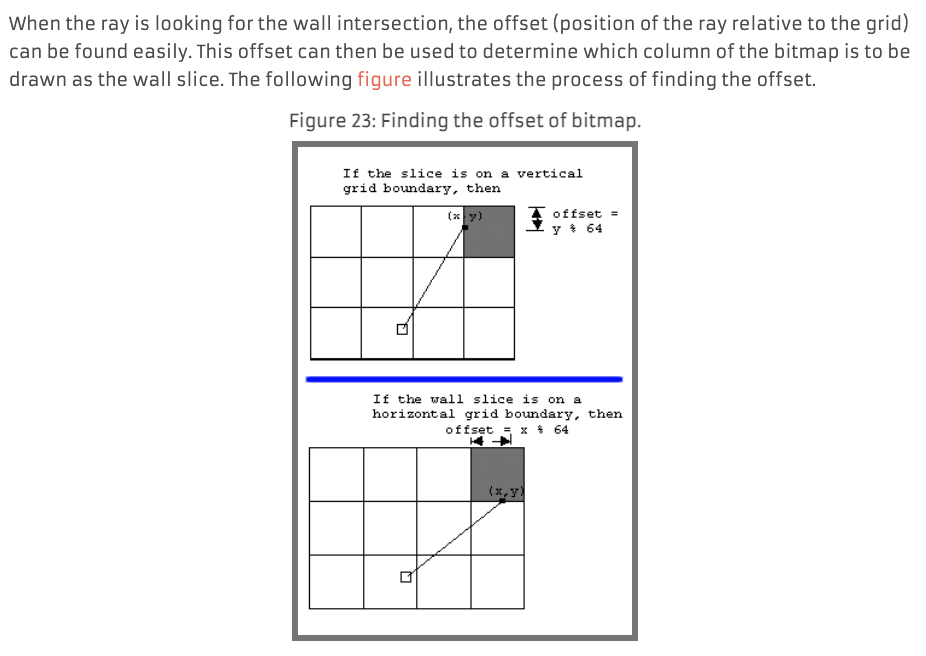 When the ray is looking for the wall intersection, the offset (position of the ray relative to the grid)
can be found easily. This offset can then be used to determine which column of the bitmap is to be
drawn as the wall slice. The following figure illustrates the process of finding the offset.
Figure 23: Finding the offset of bitmap.
If the slice is on a vertical
grid boundary, then
(x,y)
offset =
y % 64
If the wall slice is on a
horizontal grid boundary, then
offset = x % 64
(x,y)